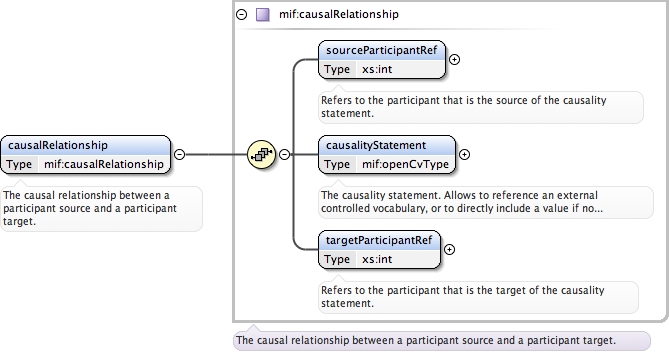 mif:causalRelationship
sourceParticipantRef
Type xs:int
Refers to the participant that is the source of the causality
statement.
causalRelationship
Type mif:causalRelationship
The causal relationship between a
participant source and a participant
target.
causalityStatement
Type mif:openCvType
The causality statement. Allows to reference an external
controlled vocabulary, or to directly include a value if no...
targetParticipantRef
Type xs:int
Refers to the participant that is the target of the causality
statement.
The causal relationship between a participant source and a participant target.